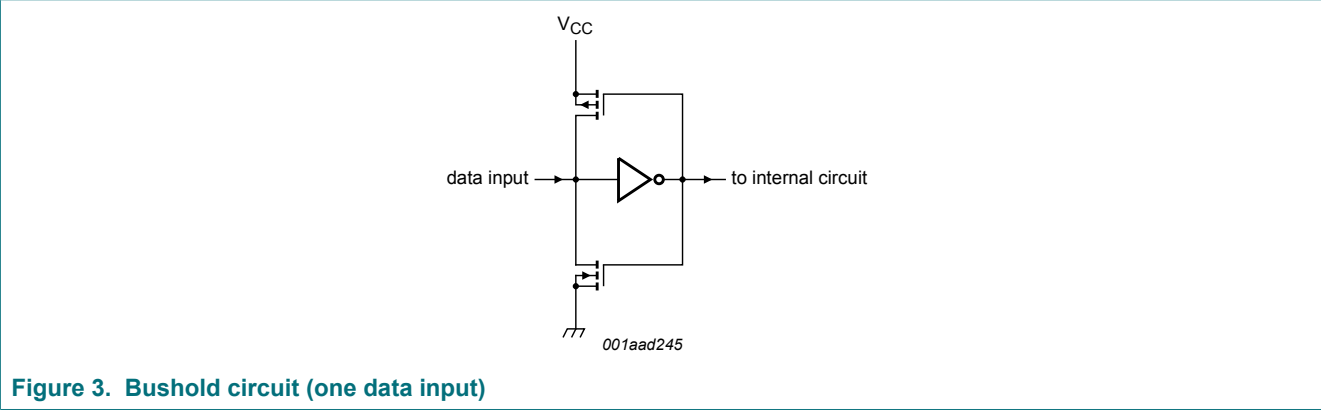 VCC
data input
to internal circuit
001aad245
Figure 3. Bushold circuit (one data input)